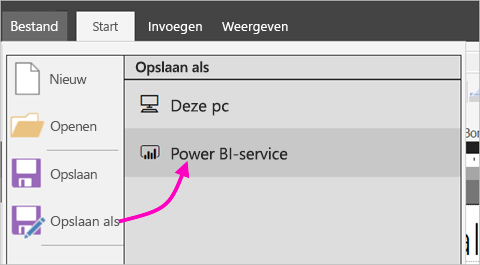 Bestand Start Invoegen Weergeven
Opslaan als
Nieuw
Deze pc
Openen
Power BI-service
Opslaan
Opslaan als